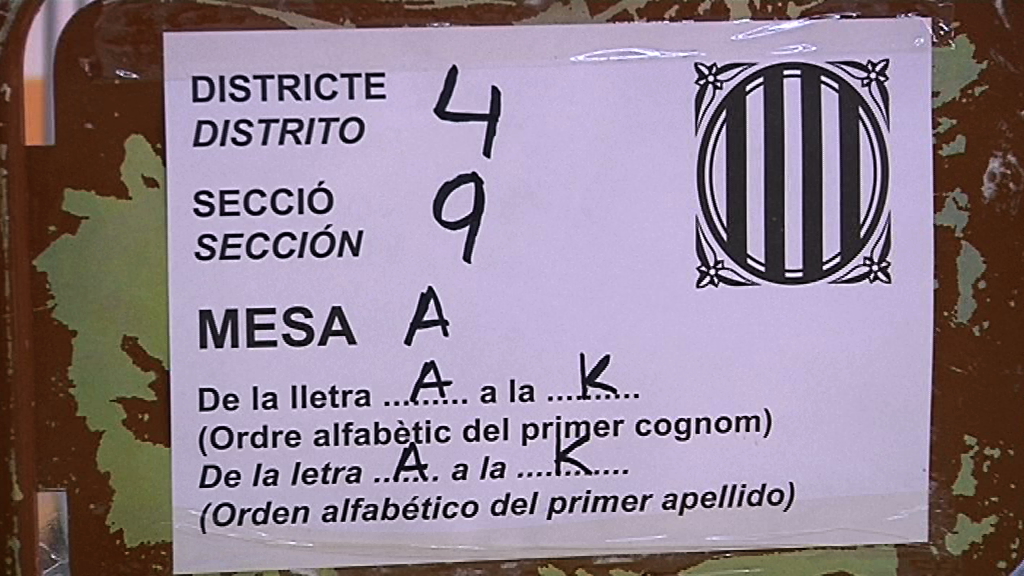 DISTRICTE 4
DISTRITO
SECCIÓ 9
SECCIÓN
MESA A
De la lletra ...A...... a la ....K......
(Ordre alfabètic del primer cognom)
De la letra ...A... a la ....K.......
(Orden alfabético del primer apellido)